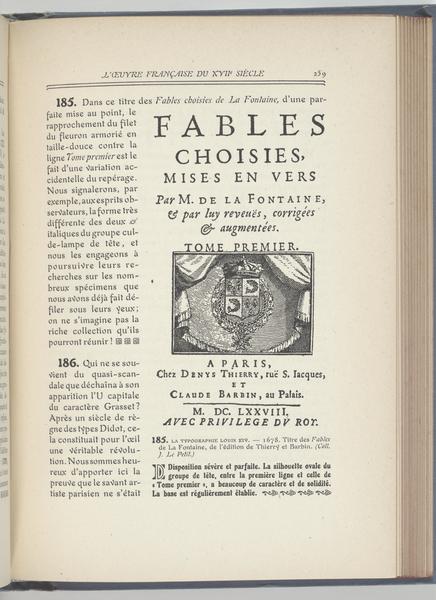 L'ŒUVRE FRANÇAISE DU XVIIᵉ SIÈCLE 259
185. Dans ce titre des Fables choisies de La Fontaine, d'une par-
faite mise au point, le
rapprochement du filet
du fleuron armorié en
taille-douce contre la
ligne Tome premier est le
fait d'une variation ac-
cidentelle du repérage.
Nous signalerons, par
exemple, aux esprits ob-
servateurs, la forme très
différente des deux &
italiques du groupe cul-
de-lampe de tête, et
nous les engageons à
poursuivre leurs re-
cherches sur les nom-
breux spécimens que
nous avons déjà fait dé-
filer sous leurs yeux;
on ne s'imagine pas la
riche collection qu'ils
pourront réunir!
186. Qui ne se sou-
vient du quasi-scan-
dale que déchaîna à son
apparition l'U capitale
du caractère Grasset?
Après un siècle de rè-
gne des types Didot, ce-
la constituait pour l'œil
une véritable révolu-
tion. Nous sommes heu-
reux d'apporter ici la
preuve que le savant ar-
tiste parisien ne s'était
FABLES
CHOISIES,
MISES EN VERS
Par M. DE LA FONTAINE,
& par luy reveuës, corrigées
& augmentées.
TOME PREMIER.
A PARIS,
Chez DENYS THIERRY, ruë S. Iacques,
ET
CLAUDE BARBIN, au Palais.
M. DC. LXXVIII,
AVEC PRIVILEGE DV ROY.
185. LA TYPOGRAPHIE LOUIS XIV. — 1678. Titre des Fables
de La Fontaine, de l'édition de Thierry et Barbin. (Coll.
J. Le Petit.)
Disposition sévère et parfaite. La silhouette ovale du
groupe de tête, entre la première ligne et celle de
« Tome premier », a beaucoup de caractère et de solidité.
La base est régulièrement établie.